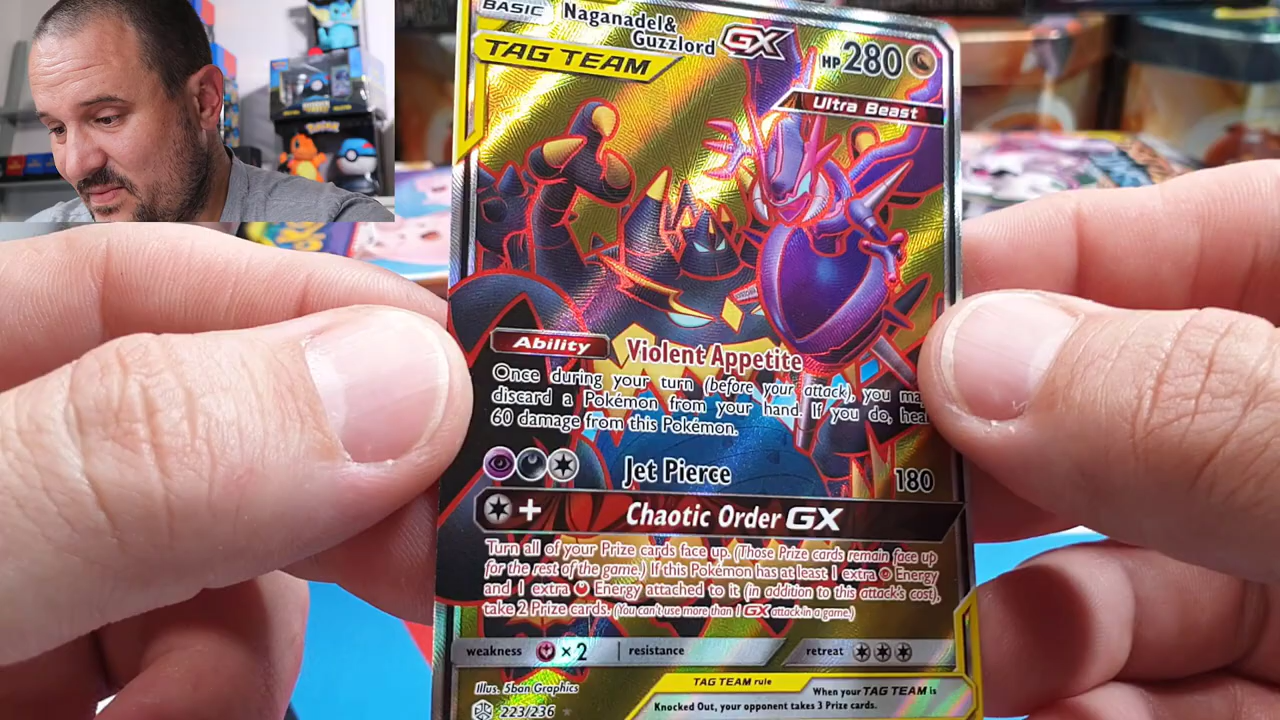 BASIC Naganadel&
Guzzlord GX HP 280
TAG TEAM
Ultra Beast
Ability Violent Appetite
Once during your turn (before your attack), you ma
discard a Pokémon from your hand. If you do, hea
60 damage from this Pokémon.
Jet Pierce 180
+ Chaotic Order GX
Turn all of your Prize cards face up. (Those Prize cards remain face up
for the rest of the game.) If this Pokémon has at least 1 extra Energy
and 1 extra Energy attached to it (in addition to this attack's cost),
take 2 Prize cards. (You can't use more than 1 GX attack in a game.)
weakness ×2 resistance retreat
Illus. 5ban Graphics
223/236
TAG TEAM rule
When your TAG TEAM is
Knocked Out, your opponent takes 3 Prize cards.